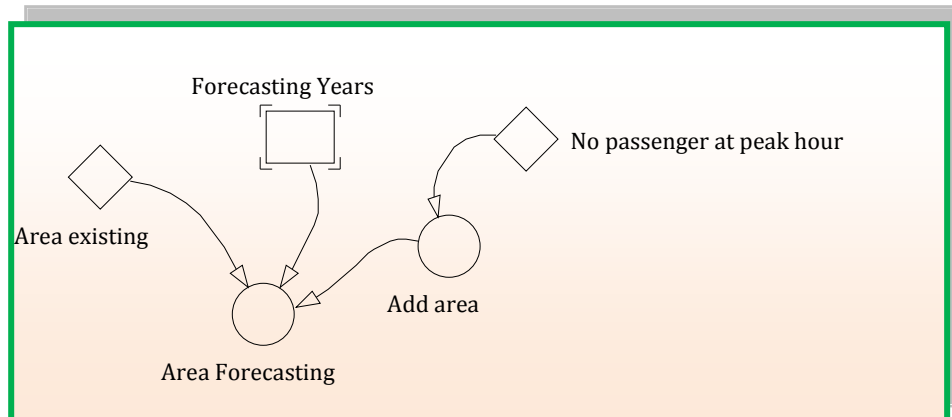 Forecasting Years
No passenger at peak hour
Area existing
Add area
Area Forecasting